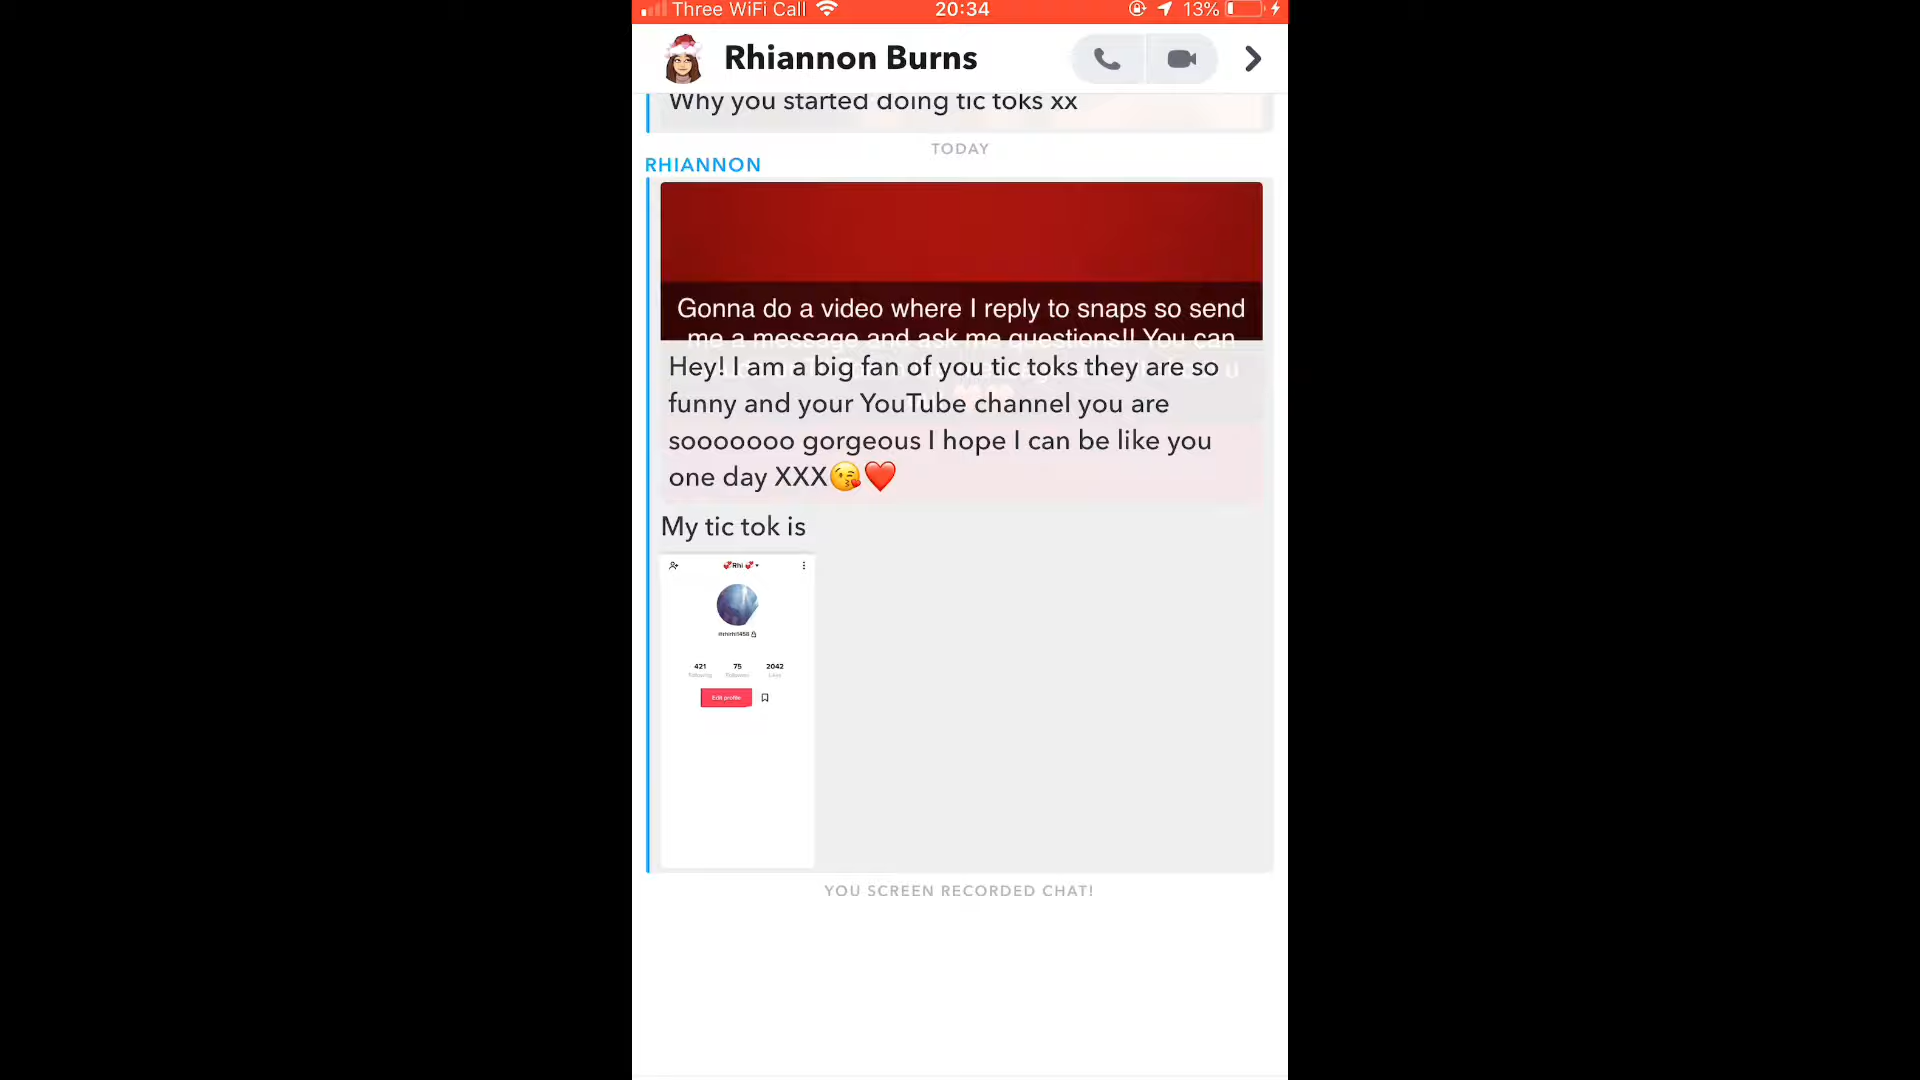 Three WiFi Call 20:34 13%
Rhiannon Burns
Why you started doing tic toks xx
TODAY
RHIANNON
Gonna do a video where I reply to snaps so send
me a message and ask me questions!! You can
Hey! I am a big fan of you tic toks they are so
funny and your YouTube channel you are
sooooooo gorgeous I hope I can be like you
one day XXX😘❤️
My tic tok is
💕Rhi 💕
421 75 2042
Following Followers Likes
Edit profile
YOU SCREEN RECORDED CHAT!